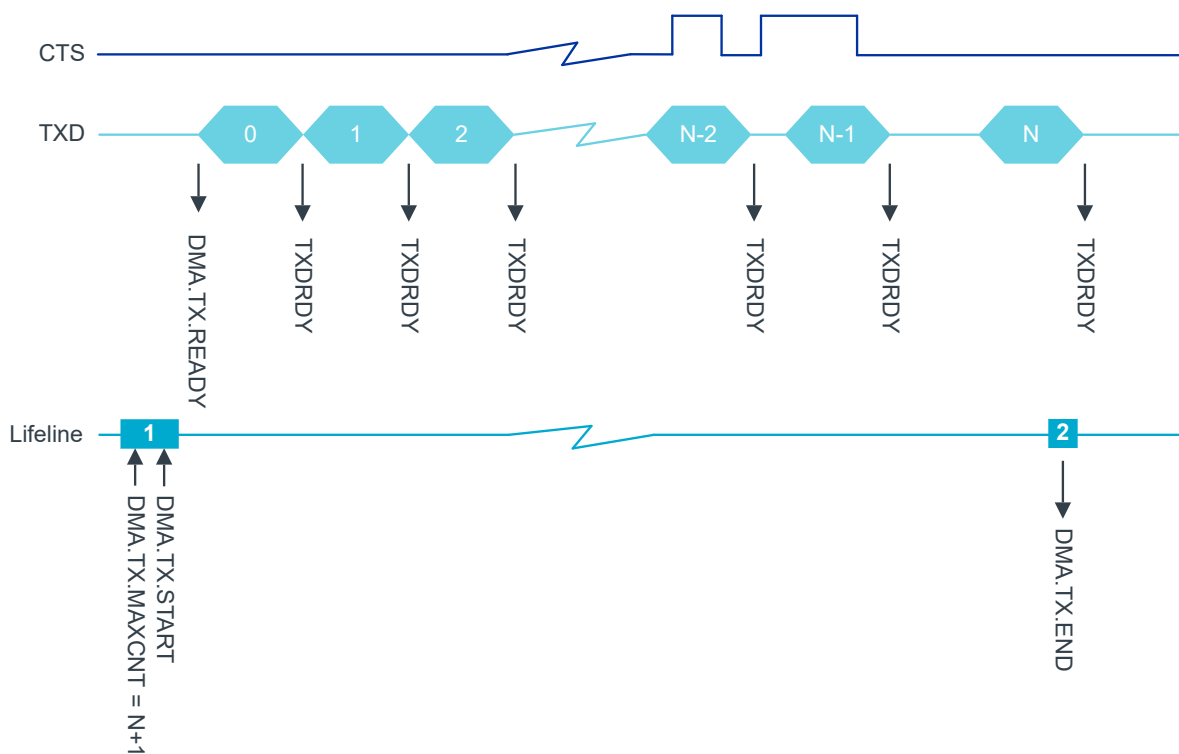 CTS
TXD
0
1
2
N-2
N-1
N
DMA.TX.READY
TXDRDY
TXDRDY
TXDRDY
TXDRDY
TXDRDY
TXDRDY
Lifeline
1
2
DMA.TX.MAXCNT = N+1
DMA.TX.START
DMA.TX.END